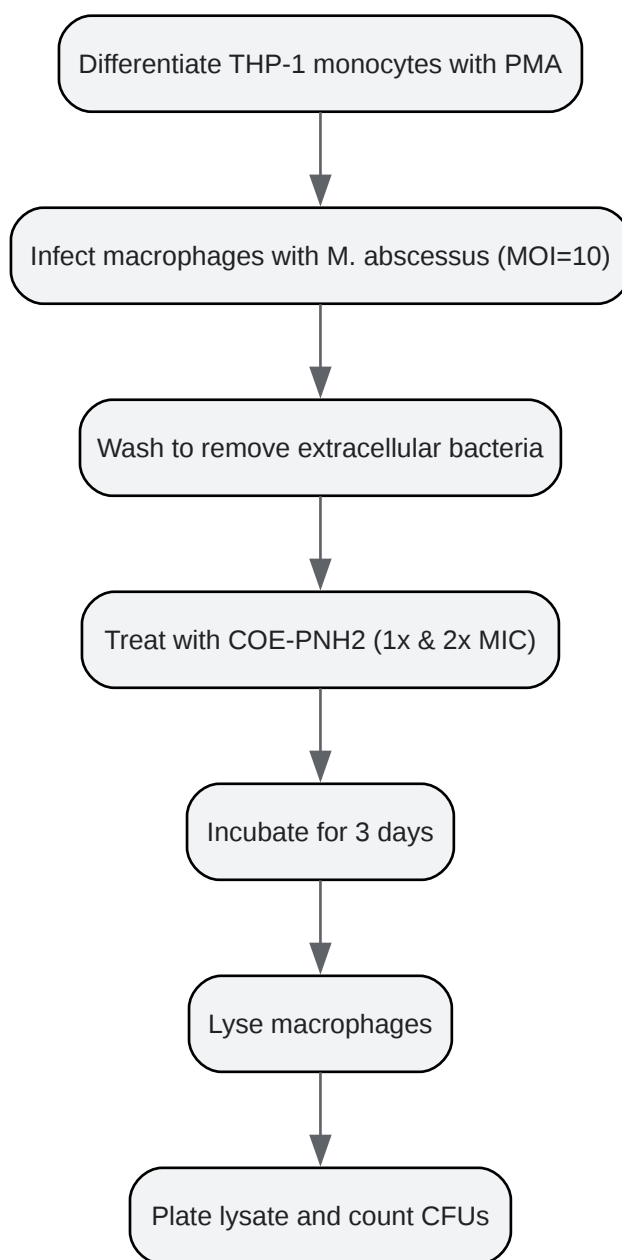 Differentiate THP-1 monocytes with PMA
Infect macrophages with M. abscessus (MOI=10)
Wash to remove extracellular bacteria
Treat with COE-PNH2 (1x & 2x MIC)
Incubate for 3 days
Lyse macrophages
Plate lysate and count CFUs